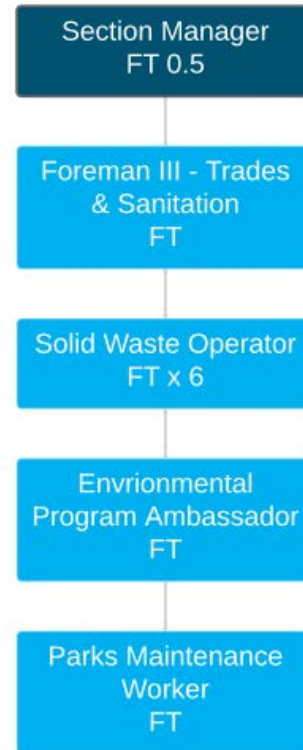 Section Manager
FT 0.5
Foreman III - Trades
& Sanitation
FT
Solid Waste Operator
FT x 6
Envrionmental
Program Ambassador
FT
Parks Maintenance
Worker
FT